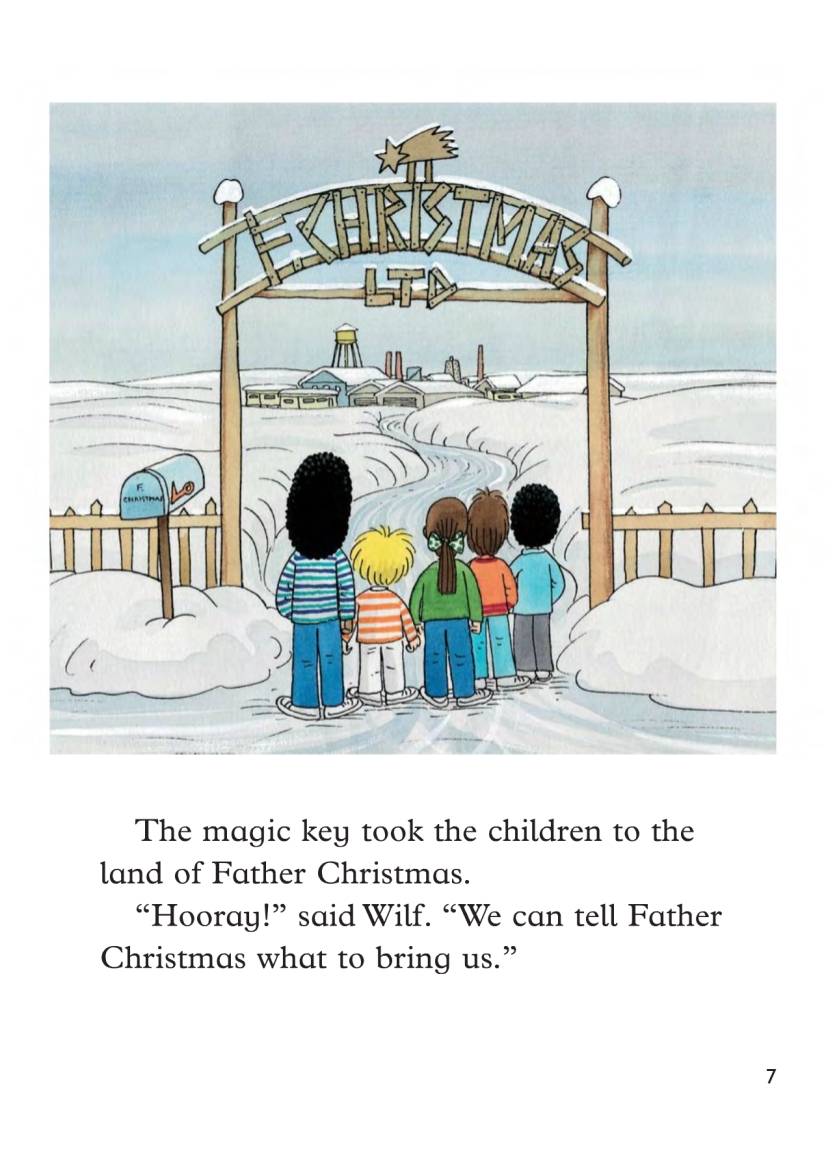 F. CHRISTMAS
LTD
F.
CHRISTMAS
The magic key took the children to the
land of Father Christmas.
“Hooray!” said Wilf. “We can tell Father
Christmas what to bring us.”
7